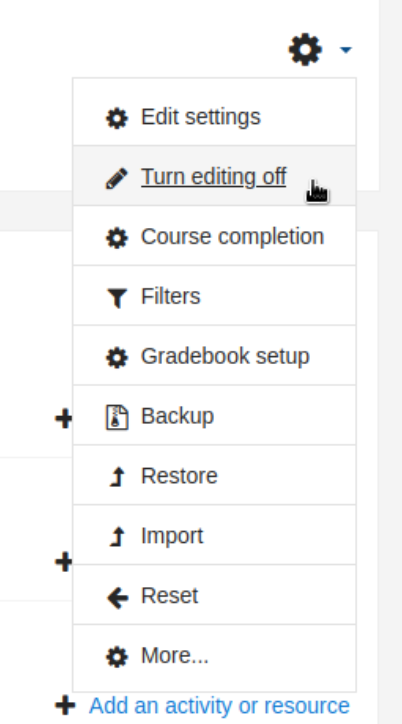 Edit settings
Turn editing off
Course completion
Filters
Gradebook setup
Backup
Restore
Import
Reset
More...
Add an activity or resource